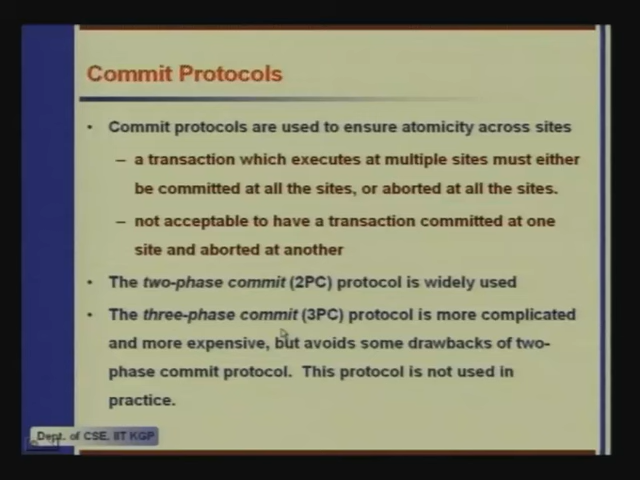 Commit Protocols
• Commit protocols are used to ensure atomicity across sites
– a transaction which executes at multiple sites must either
be committed at all the sites, or aborted at all the sites.
– not acceptable to have a transaction committed at one
site and aborted at another
• The two-phase commit (2PC) protocol is widely used
• The three-phase commit (3PC) protocol is more complicated
and more expensive, but avoids some drawbacks of two-
phase commit protocol. This protocol is not used in
practice.
Dept. of CSE, IIT KGP